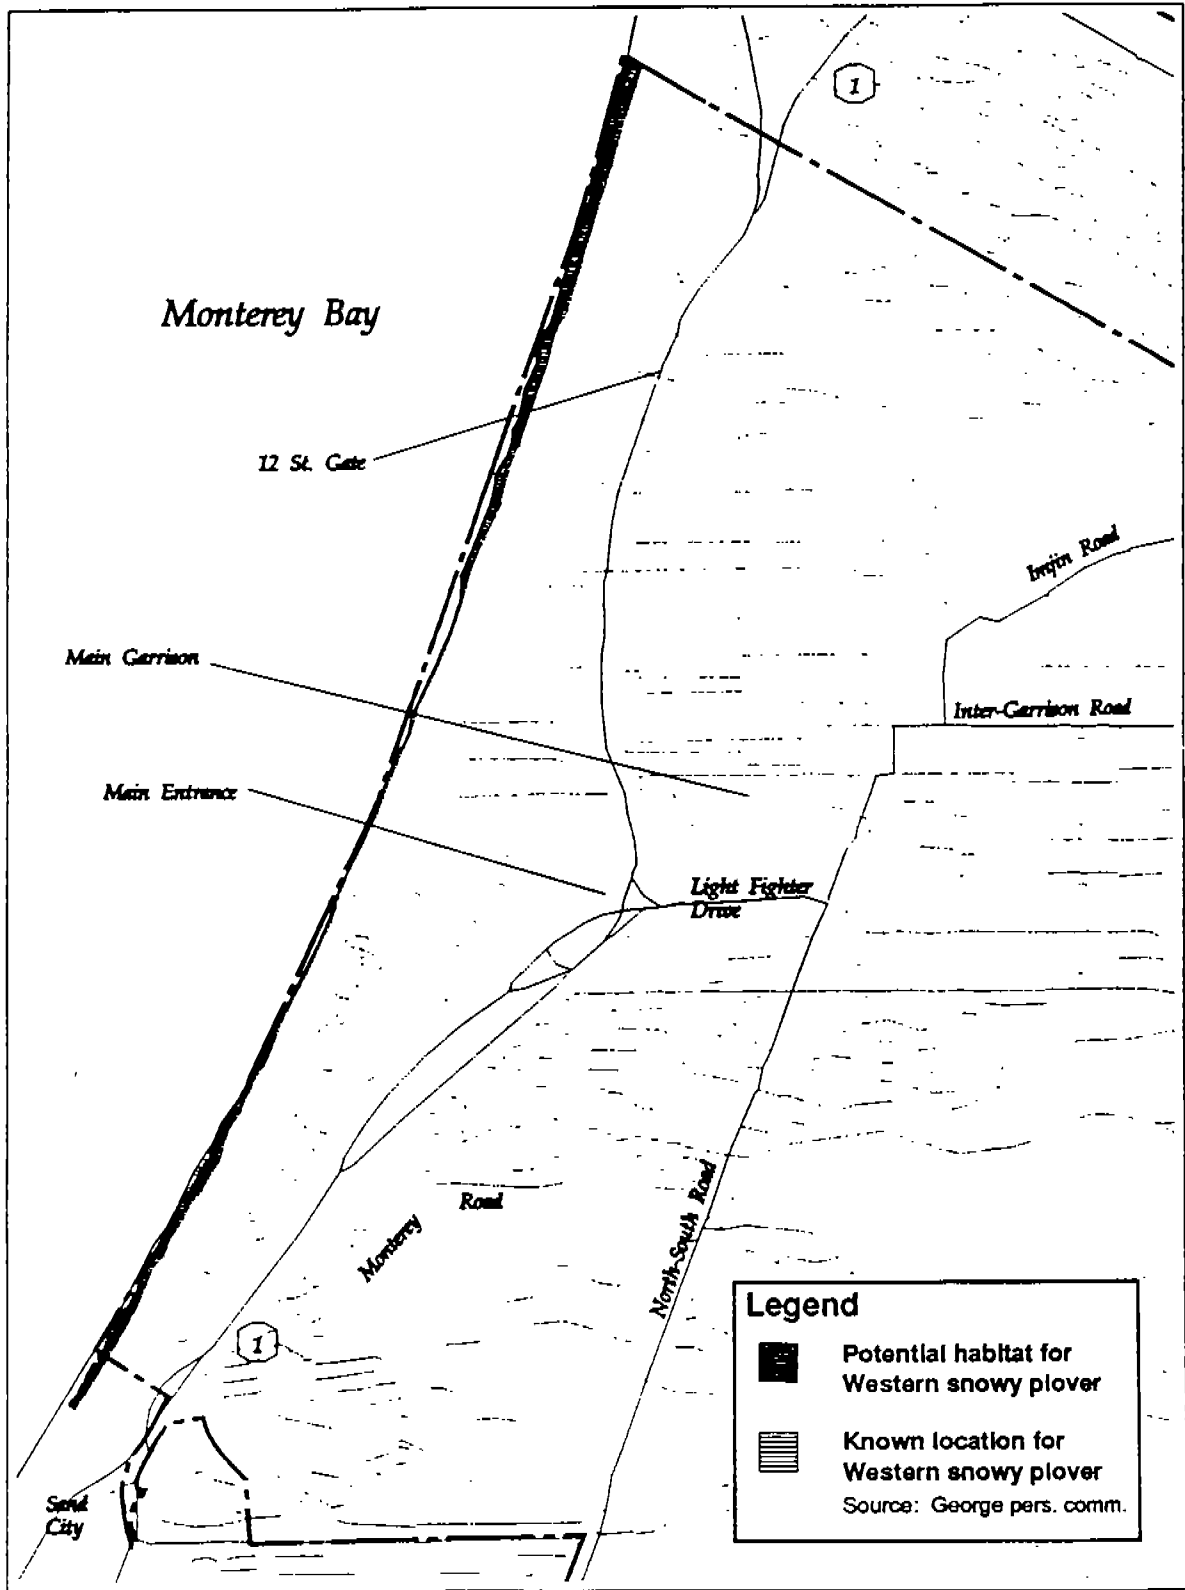 1
Monterey Bay
12 St. Gate
Imjin Road
Main Garrison
Inter-Garrison Road
Main Entrance
Light Fighter
Drive
Road
Monterey
North-South Road
1
Sand
City
Legend
Potential habitat for
Western snowy plover
Known location for
Western snowy plover
Source: George pers. comm.